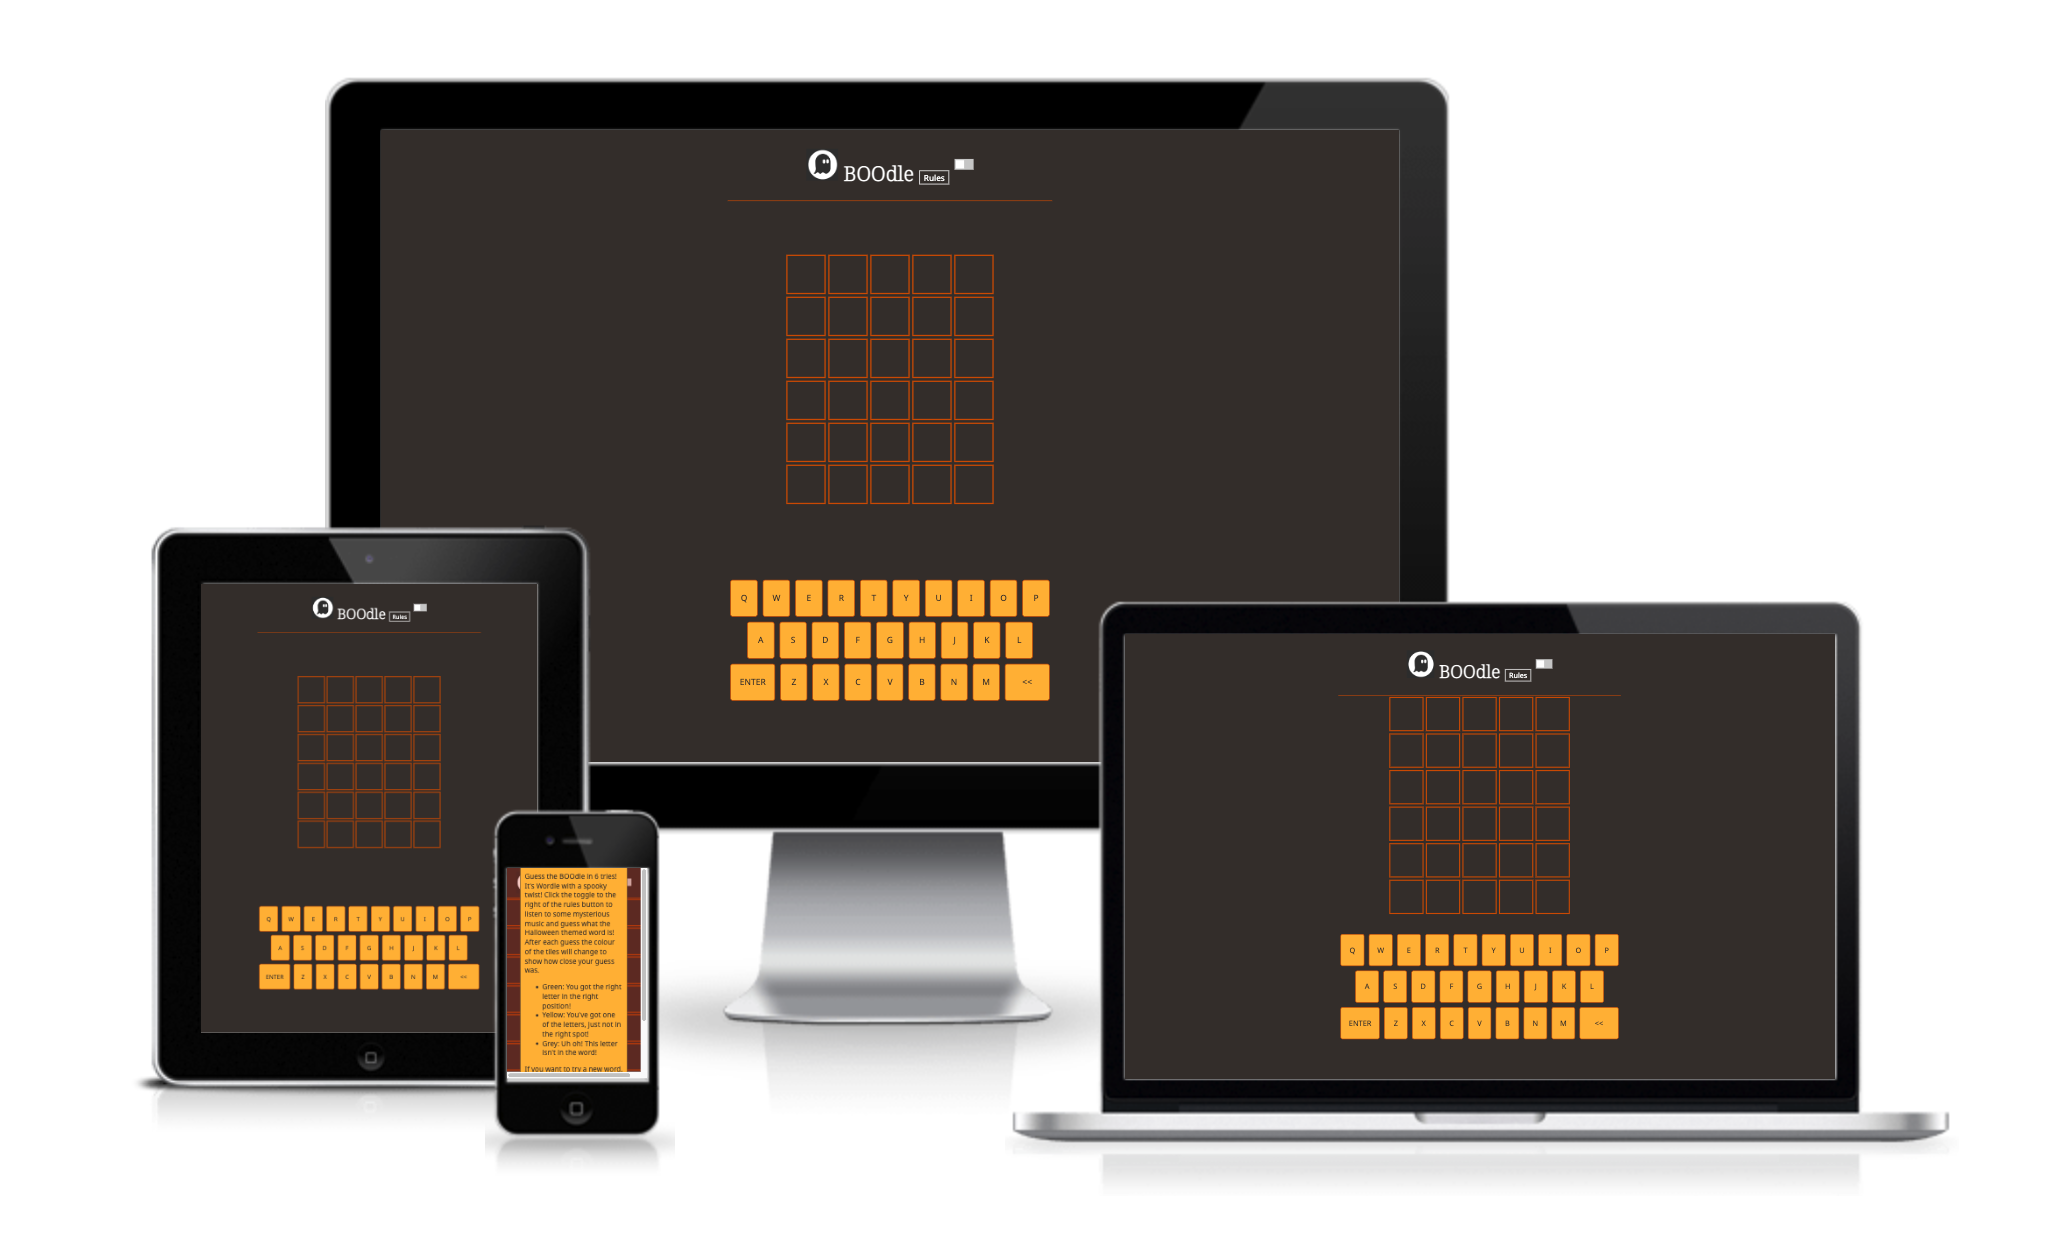 BOOdle Rules
Q W E R T Y U I O P
A S D F G H J K L
ENTER Z X C V B N M <<
BOOdle Rules
Q W E R T Y U I O P
A S D F G H J K L
ENTER Z X C V B N M <<
Guess the BOOdle in 6 tries!
It's Wordle with a spooky
twist! Click the toggle to the
right of the rules button to
listen to some mysterious
music and guess what the
Halloween themed word is!
After each guess the colour
of the tiles will change to
show how close your guess
was.
• Green: You got the right
letter in the right
position!
• Yellow: You've got one
of the letters, just not in
the right spot!
• Grey: Uh oh! This letter
isn't in the word!
If you want to try a new word,
BOOdle Rules
Q W E R T Y U I O P
A S D F G H J K L
ENTER Z X C V B N M <<